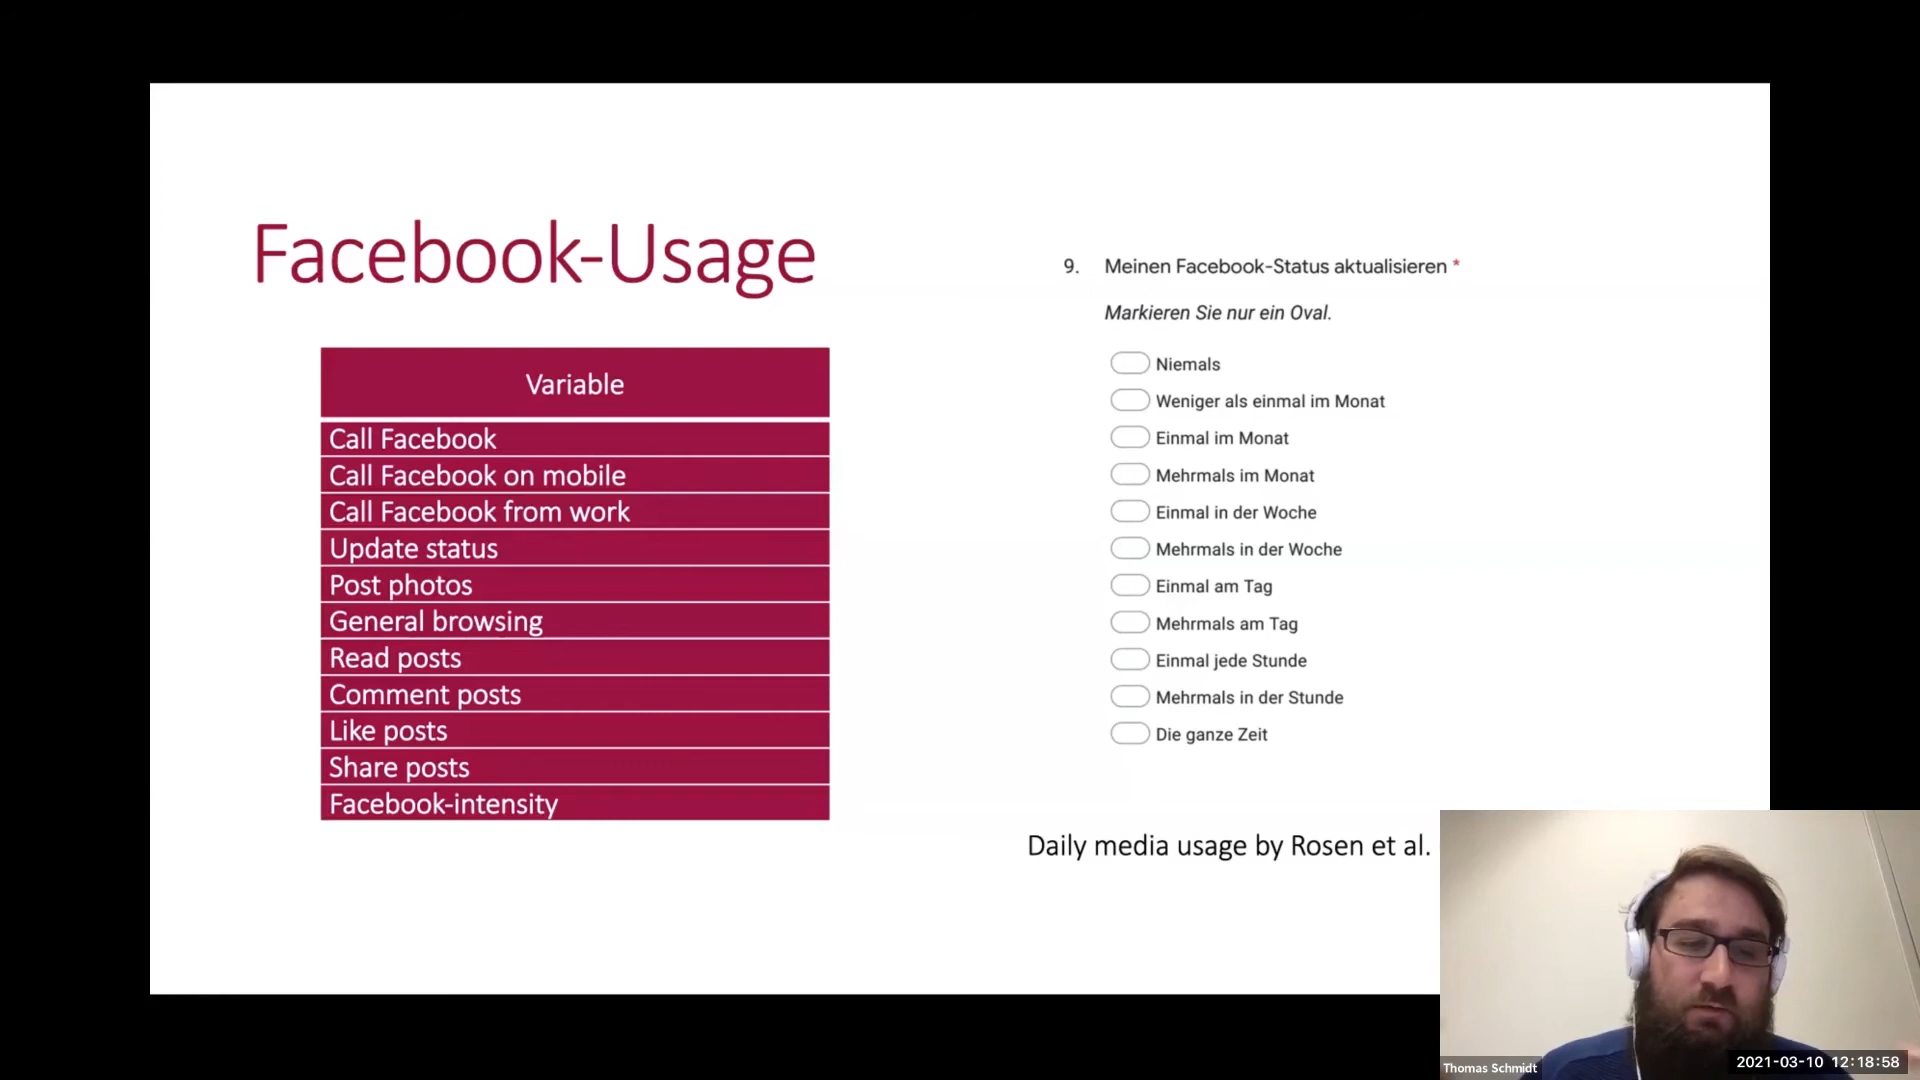 Facebook-Usage
Variable
Call Facebook
Call Facebook on mobile
Call Facebook from work
Update status
Post photos
General browsing
Read posts
Comment posts
Like posts
Share posts
Facebook-intensity
9. Meinen Facebook-Status aktualisieren *
Markieren Sie nur ein Oval.
Niemals
Weniger als einmal im Monat
Einmal im Monat
Mehrmals im Monat
Einmal in der Woche
Mehrmals in der Woche
Einmal am Tag
Mehrmals am Tag
Einmal jede Stunde
Mehrmals in der Stunde
Die ganze Zeit
Daily media usage by Rosen et al.
Thomas Schmidt
2021-03-10 12:18:58